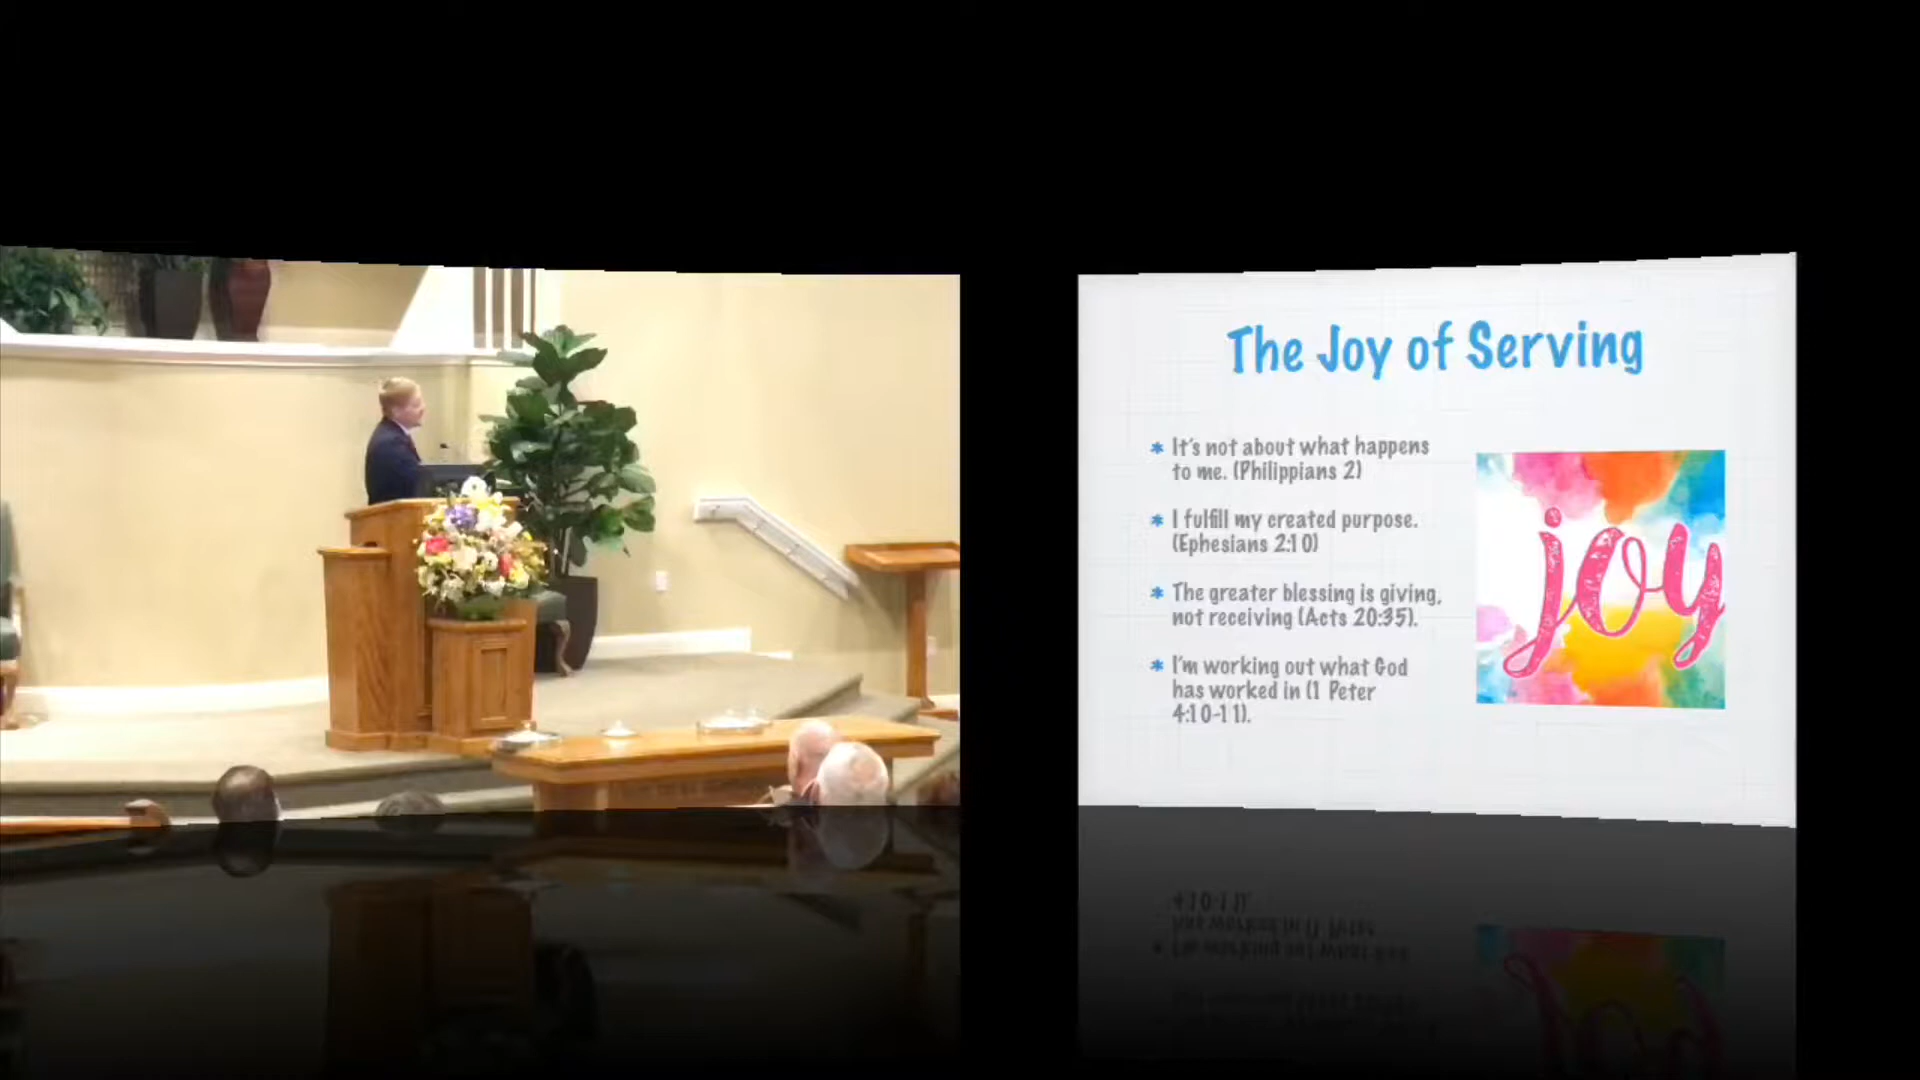 The Joy of Serving
* It's not about what happens
to me. (Philippians 2)
* I fulfill my created purpose.
(Ephesians 2:10)
* The greater blessing is giving,
not receiving (Acts 20:35).
* I'm working out what God
has worked in (1 Peter
4:10-11).
joy